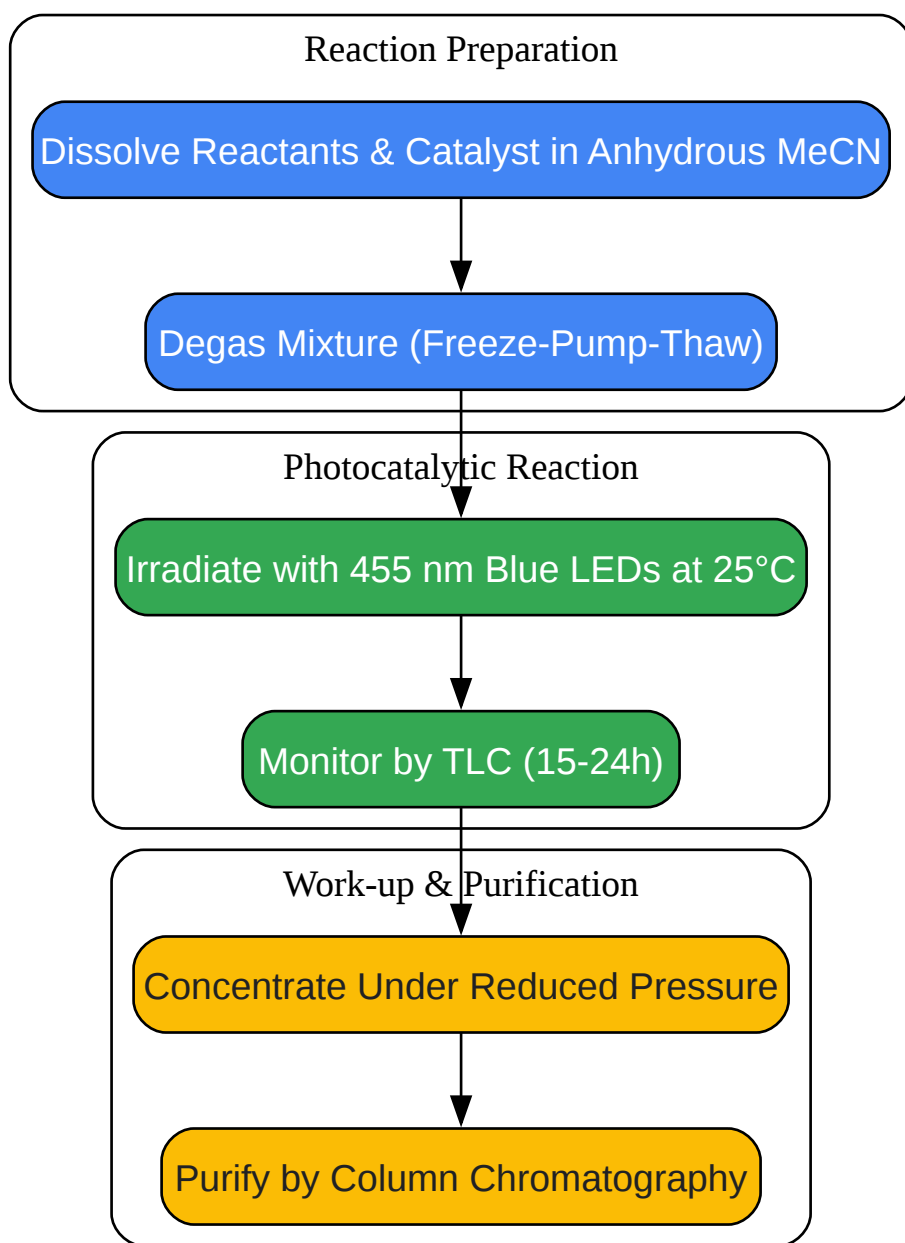 Reaction Preparation
Dissolve Reactants & Catalyst in Anhydrous MeCN
Degas Mixture (Freeze-Pump-Thaw)
Photocatalytic Reaction
Irradiate with 455 nm Blue LEDs at 25°C
Monitor by TLC (15-24h)
Work-up & Purification
Concentrate Under Reduced Pressure
Purify by Column Chromatography